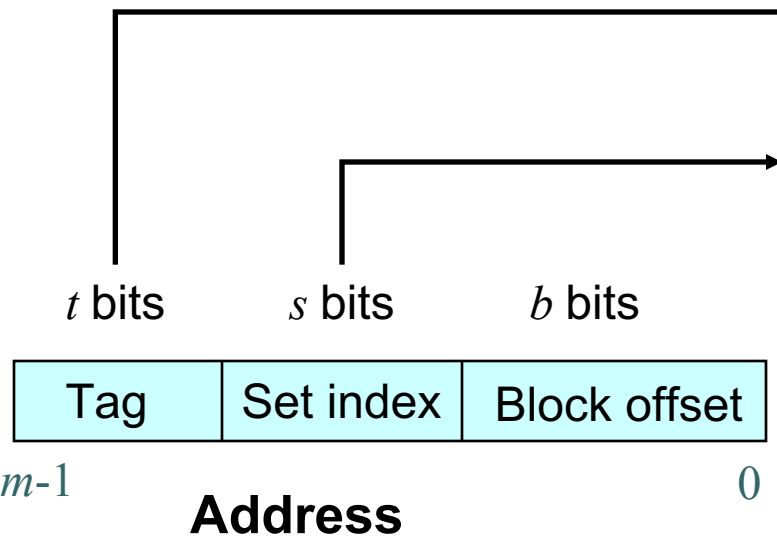 t bits s bits b bits
Tag Set index Block offset
m-1 0
Address